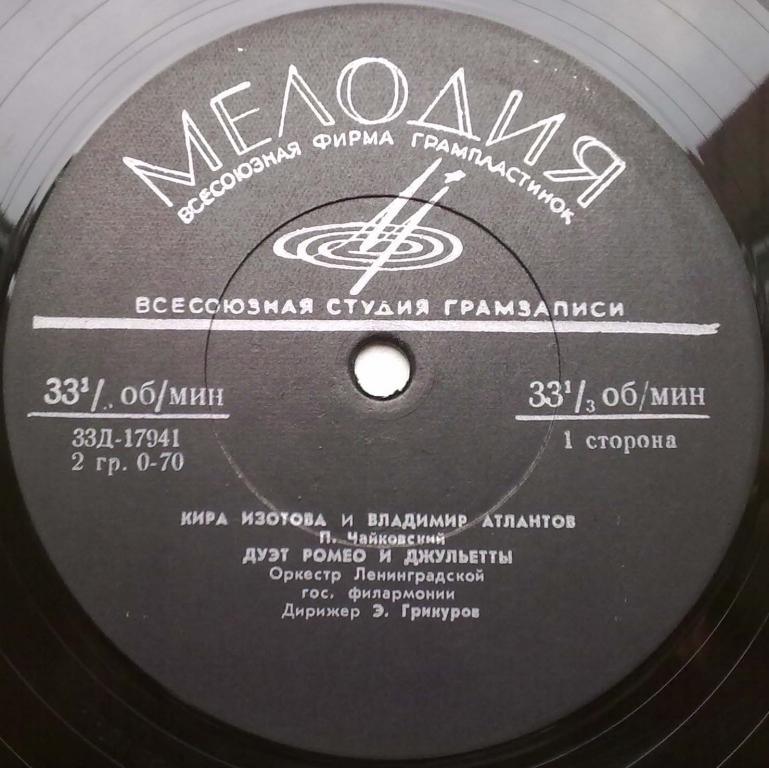 МЕЛОДИЯ
ВСЕСОЮЗНАЯ ФИРМА ГРАМПЛАСТИНОК
ВСЕСОЮЗНАЯ СТУДИЯ ГРАМЗАПИСИ
33¹/₃ об/мин
33Д-17941
2 гр. 0-70
33¹/₃ об/мин
1 сторона
КИРА ИЗОТОВА И ВЛАДИМИР АТЛАНТОВ
П. Чайковский
ДУЭТ РОМЕО И ДЖУЛЬЕТТЫ
Оркестр Ленинградской
гос. филармонии
Дирижер Э. Грикуров